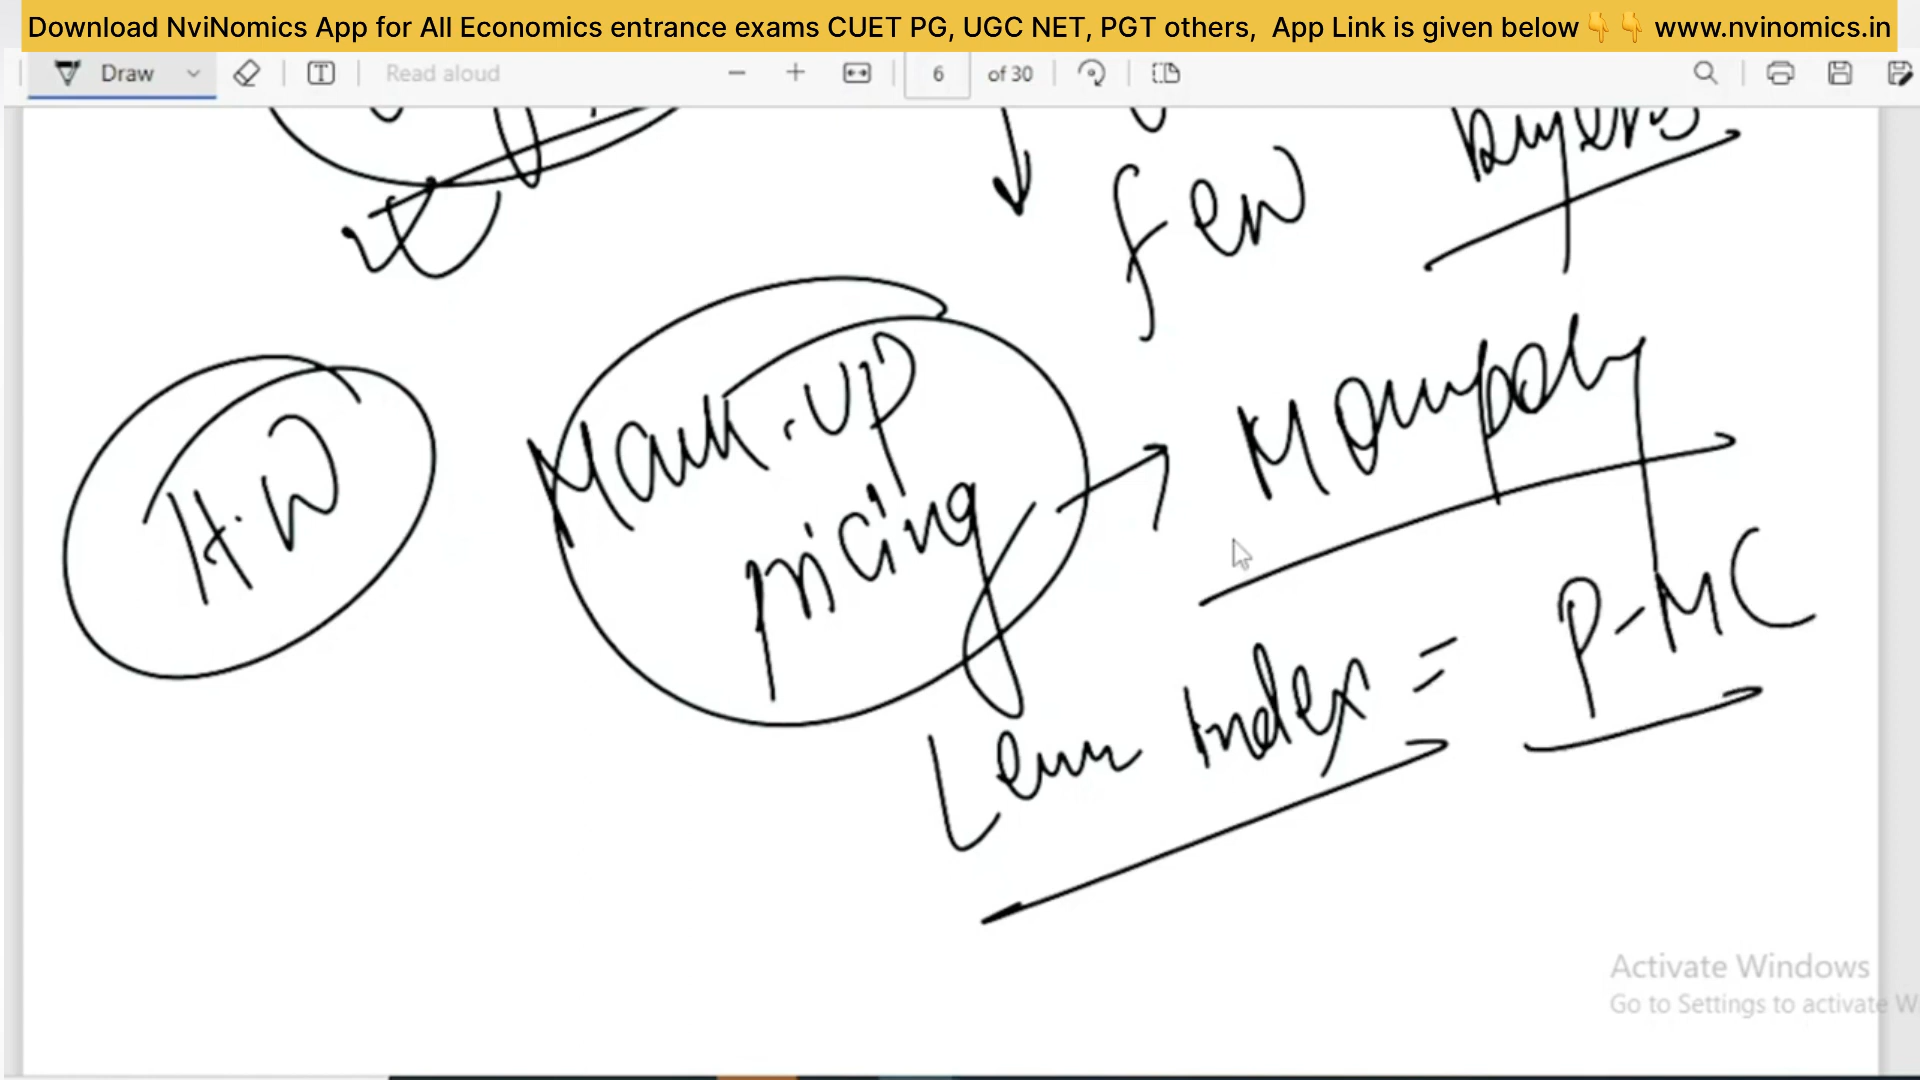 Download NviNomics App for All Economics entrance exams CUET PG, UGC NET, PGT others, App Link is given below👇👇 www.nvinomics.in
Draw Read aloud 6 of 30
buyers
few
H.W
Mark-UP
pricing
Monopoly
Lerner Index = P-MC
Activate Windows
Go to Settings to activate W